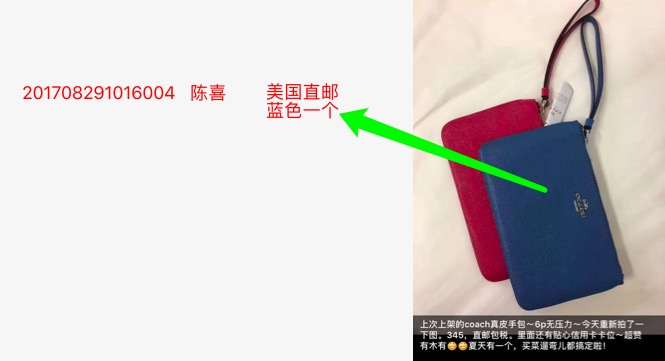 201708291016004 陈喜 美国直邮
蓝色一个
COACH
上次上架的coach真皮手包～6p无压力～今天重新拍了一
下图。345，直邮包税。里面还有贴心信用卡卡位～超赞
有木有😳😳夏天有一个，买菜遛弯儿都搞定啦！